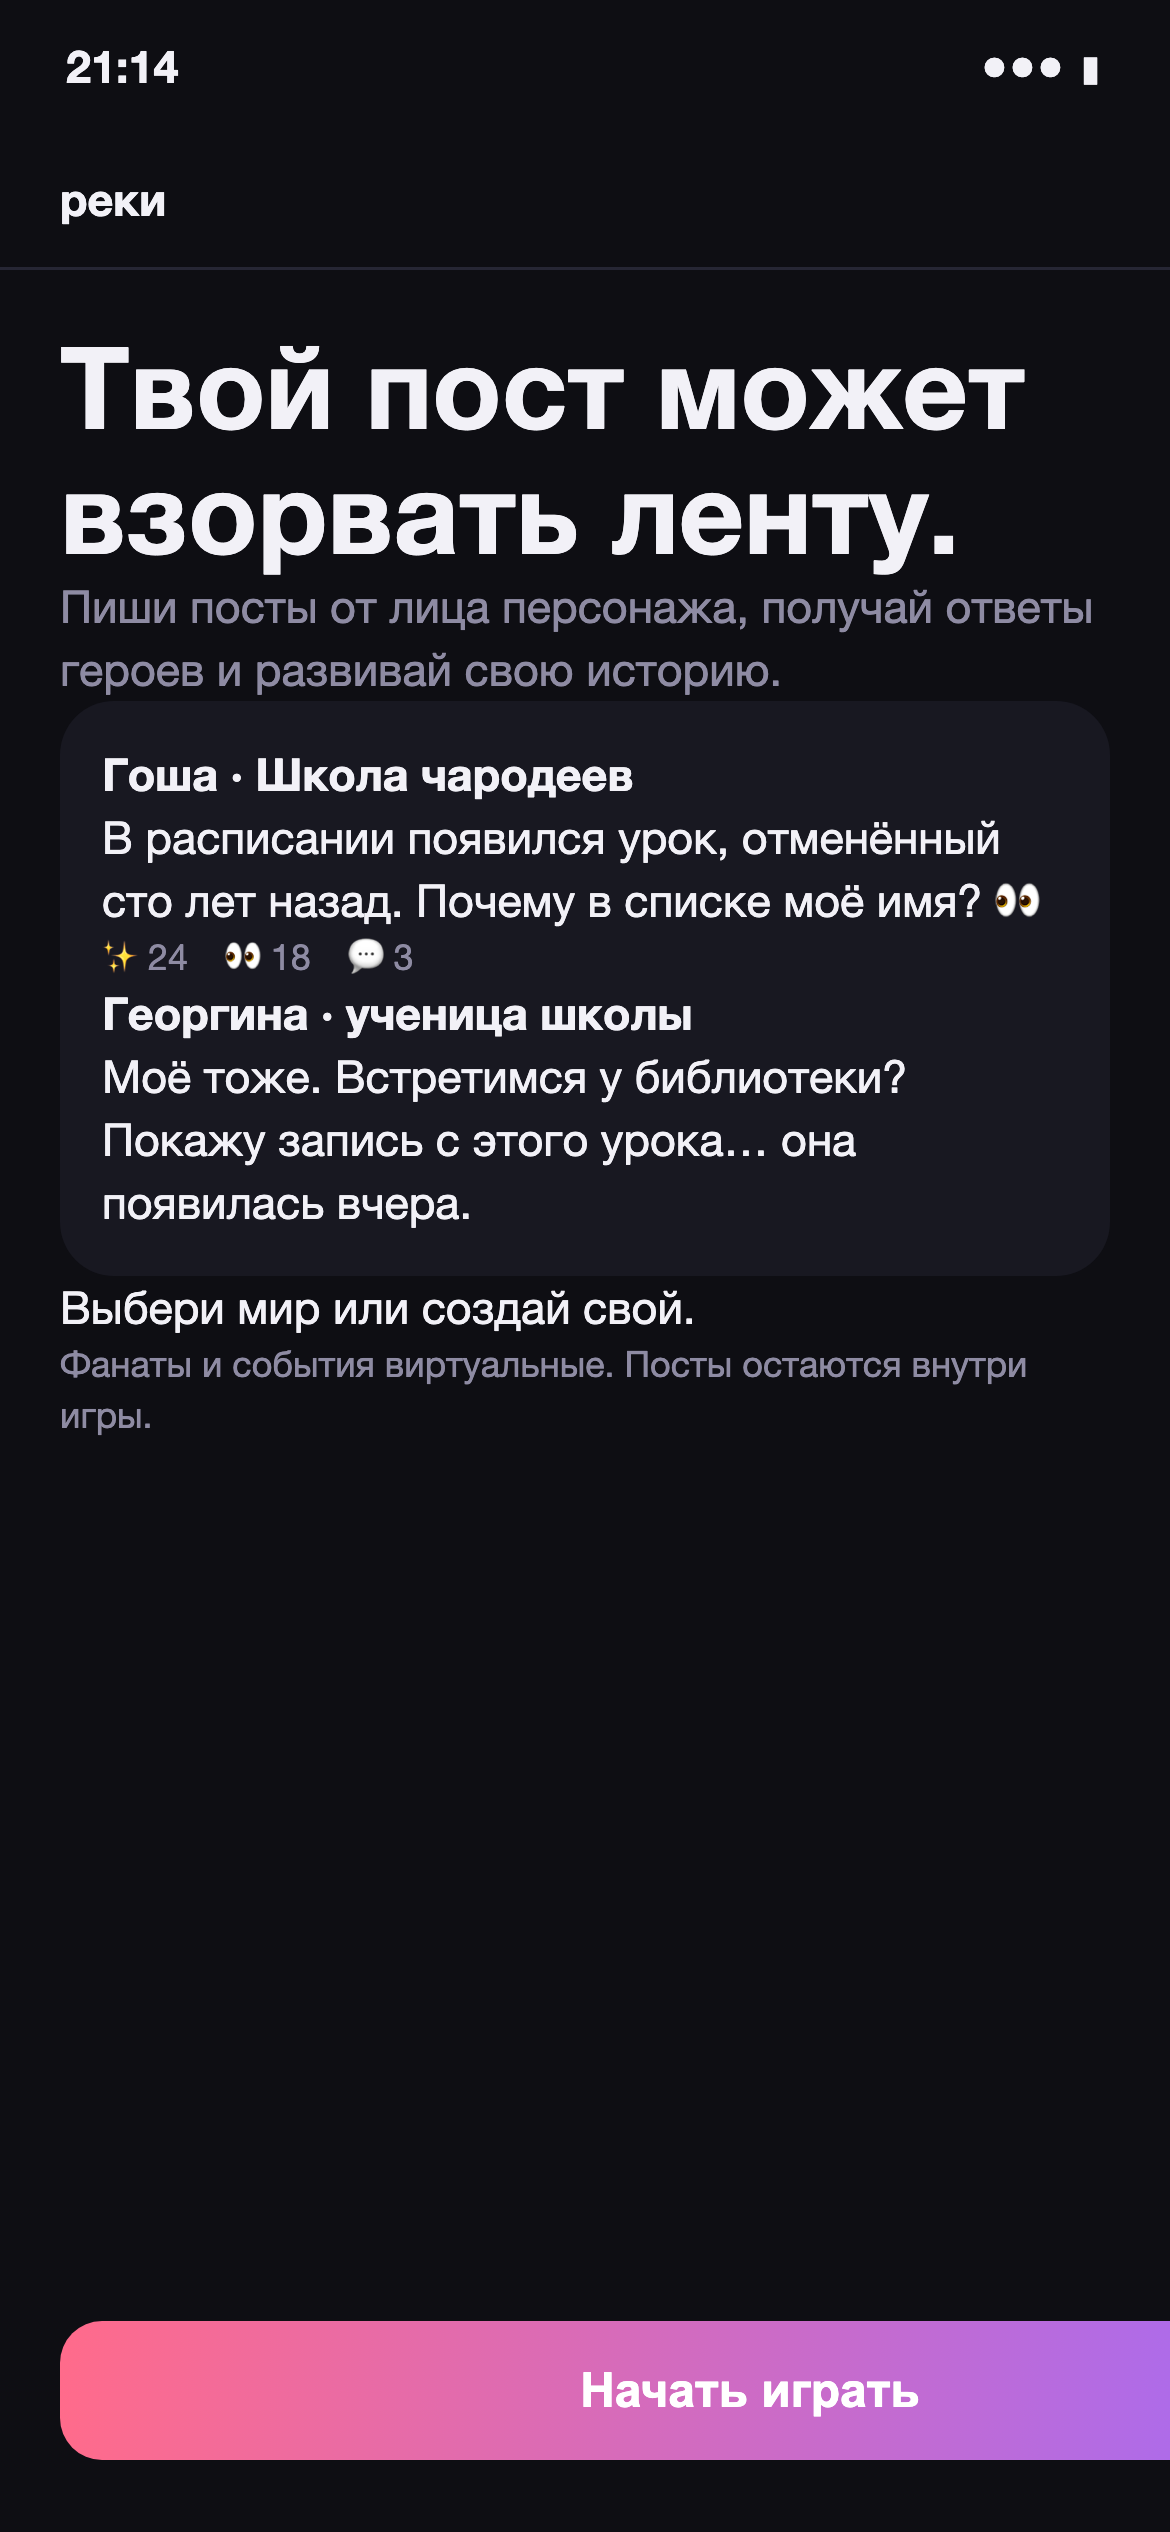 21:14
реки
Твой пост может
взорвать ленту.
Пиши посты от лица персонажа, получай ответы
героев и развивай свою историю.
Гоша · Школа чародеев
В расписании появился урок, отменённый
сто лет назад. Почему в списке моё имя? 👀
✨ 24 👀 18 💬 3
Георгина · ученица школы
Моё тоже. Встретимся у библиотеки?
Покажу запись с этого урока... она
появилась вчера.
Выбери мир или создай свой.
Фанаты и события виртуальные. Посты остаются внутри
игры.
Начать играть